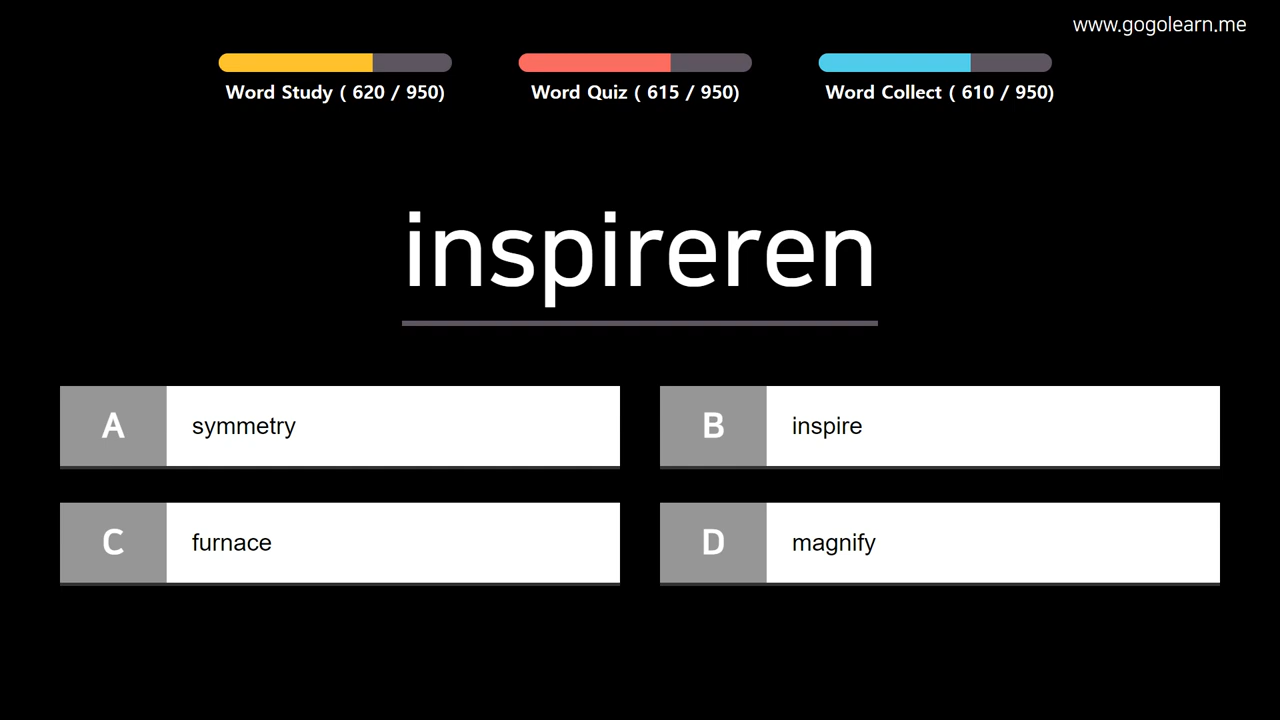 www.gogolearn.me
Word Study ( 620 / 950)
Word Quiz ( 615 / 950)
Word Collect ( 610 / 950)
inspireren
A
symmetry
B
inspire
C
furnace
D
magnify